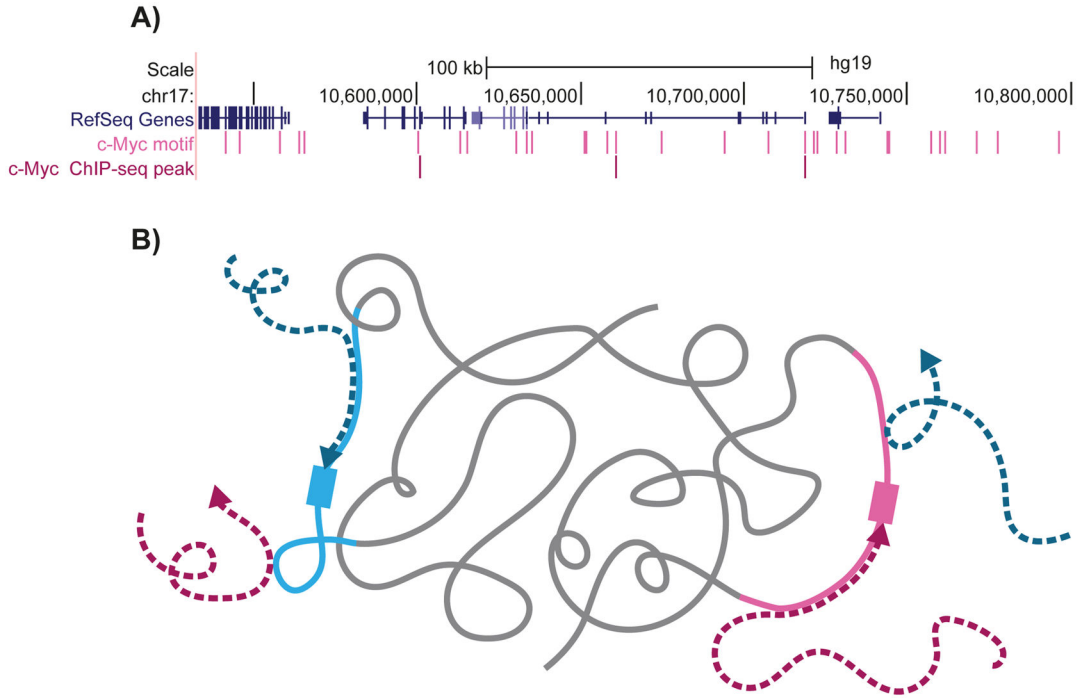 A)
Scale 100 kb hg19
chr17: 10,600,000 10,650,000 10,700,000 10,750,000 10,800,000
RefSeq Genes
c-Myc motif
c-Myc ChIP-seq peak
B)